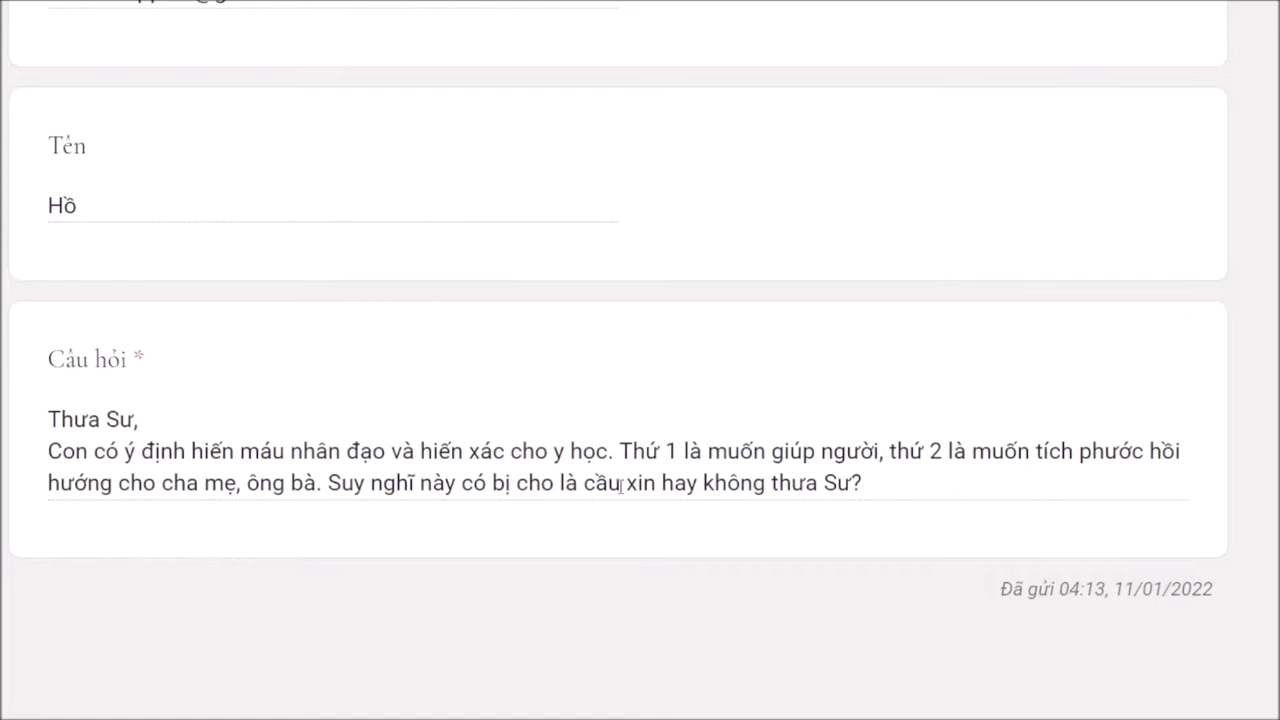 Tên
Hồ
Câu hỏi *
Thưa Sư,
Con có ý định hiến máu nhân đạo và hiến xác cho y học. Thứ 1 là muốn giúp người, thứ 2 là muốn tích phước hồi
hướng cho cha mẹ, ông bà. Suy nghĩ này có bị cho là cầu xin hay không thưa Sư?
Đã gửi 04:13, 11/01/2022